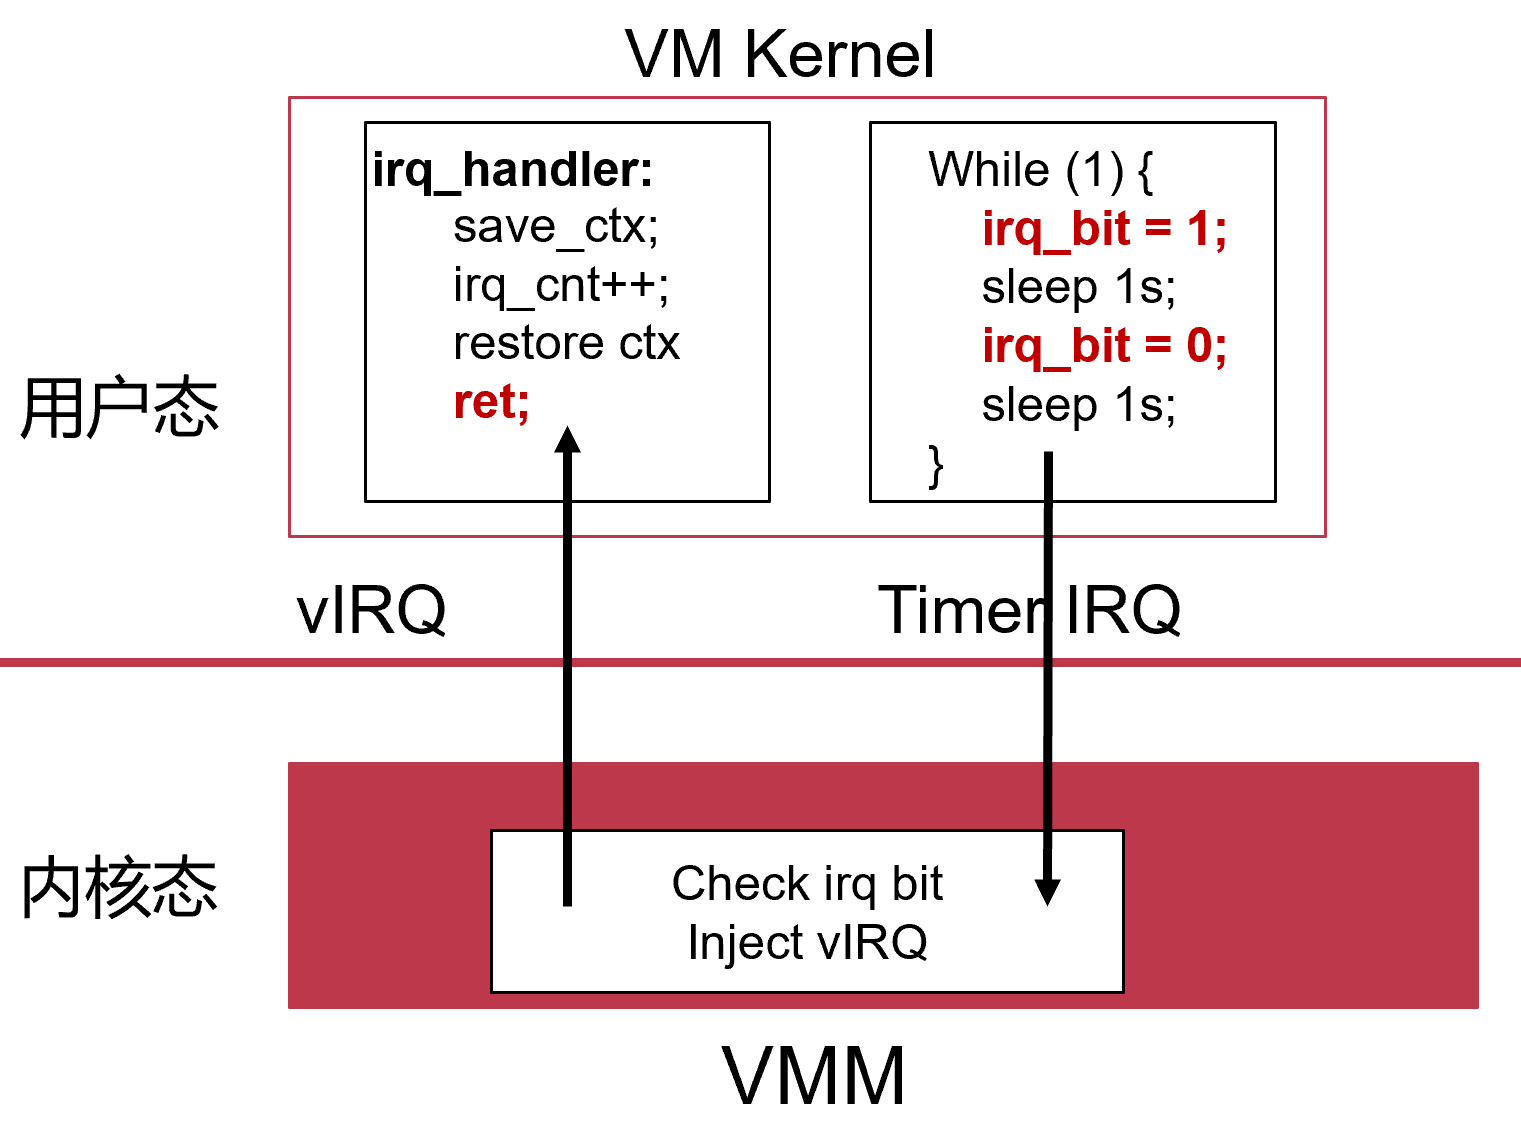 VM Kernel
irq_handler:
save_ctx;
irq_cnt++;
restore ctx
ret;
While (1) {
irq_bit = 1;
sleep 1s;
irq_bit = 0;
sleep 1s;
}
用户态
vIRQ
Timer IRQ
内核态
Check irq bit
Inject vIRQ
VMM